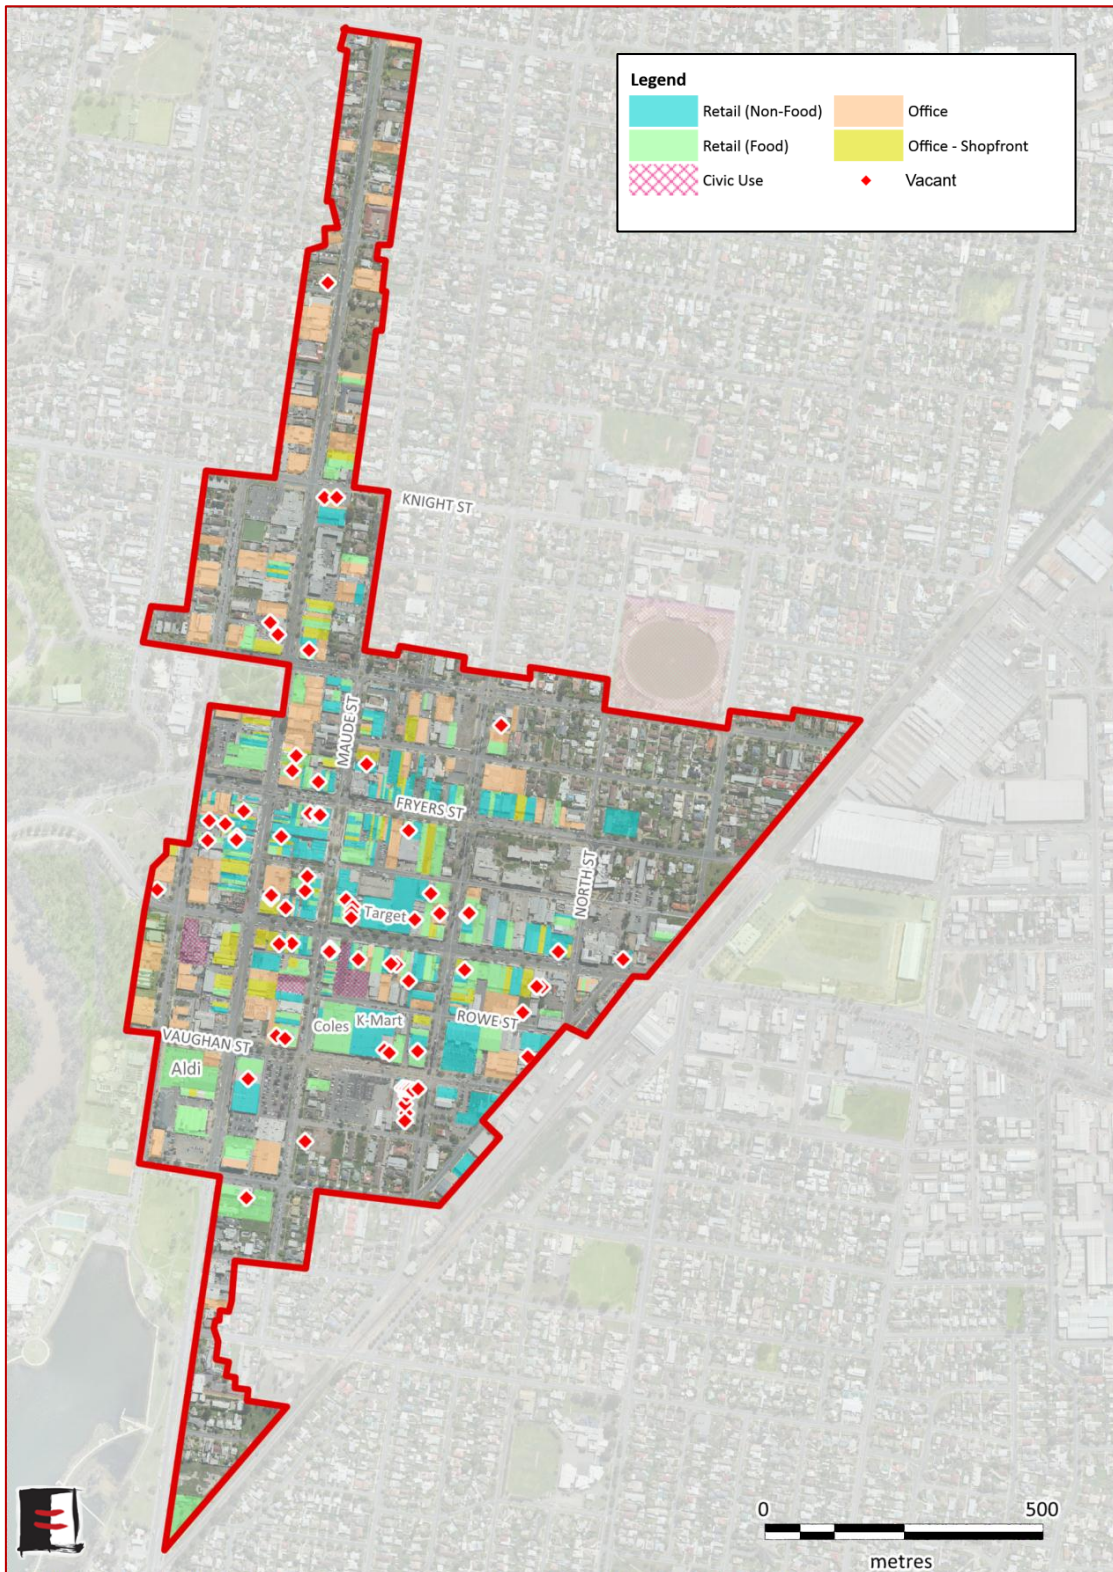 Legend
Retail (Non-Food)
Office
Retail (Food)
Office - Shopfront
Civic Use
Vacant
KNIGHT ST
MAUDE ST
FRYERS ST
NORTH ST
Target
Coles
K-Mart
ROWE ST
VAUGHAN ST
Aldi
0
500
metres